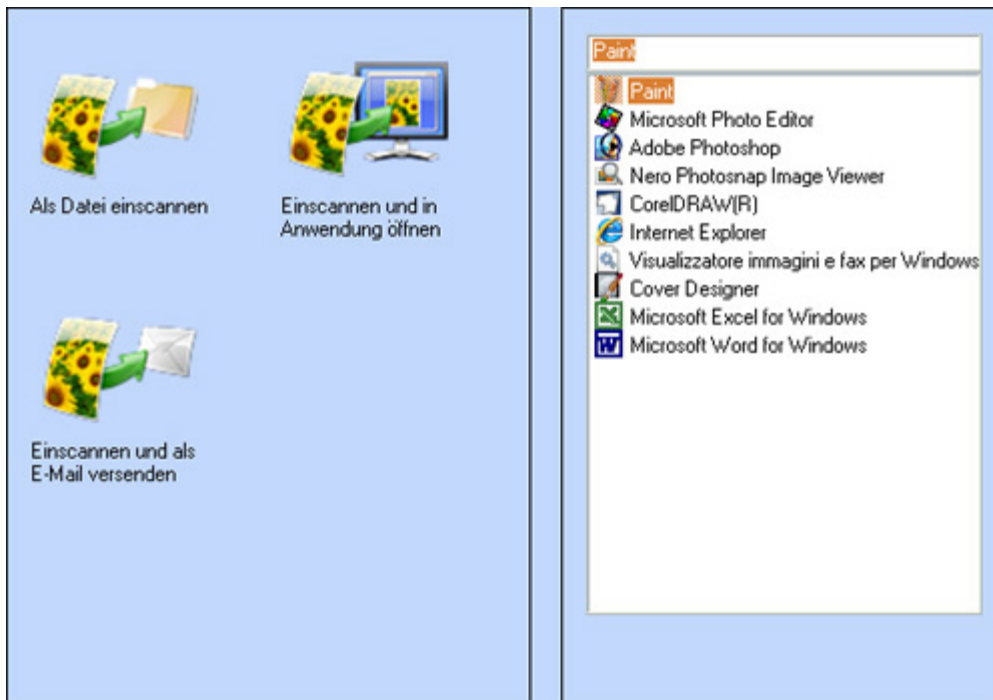 Als Datei einscannen
Einscannen und in
Anwendung öffnen
Einscannen und als
E-Mail versenden
Paint
Paint
Microsoft Photo Editor
Adobe Photoshop
Nero Photosnap Image Viewer
CorelDRAW(R)
Internet Explorer
Visualizzatore immagini e fax per Windows
Cover Designer
Microsoft Excel for Windows
Microsoft Word for Windows